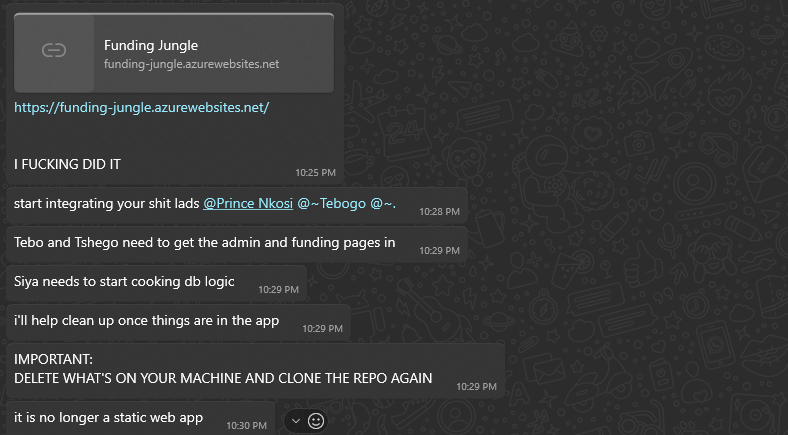 Funding Jungle
funding-jungle.azurewebsites.net
https://funding-jungle.azurewebsites.net/
I FUCKING DID IT
10:25 PM
start integrating your shit lads @Prince Nkosi @~Tebogo @~.
10:28 PM
Tebo and Tshego need to get the admin and funding pages in
10:29 PM
Siya needs to start cooking db logic
10:29 PM
i'll help clean up once things are in the app
10:29 PM
IMPORTANT:
DELETE WHAT'S ON YOUR MACHINE AND CLONE THE REPO AGAIN
10:29 PM
it is no longer a static web app
10:30 PM